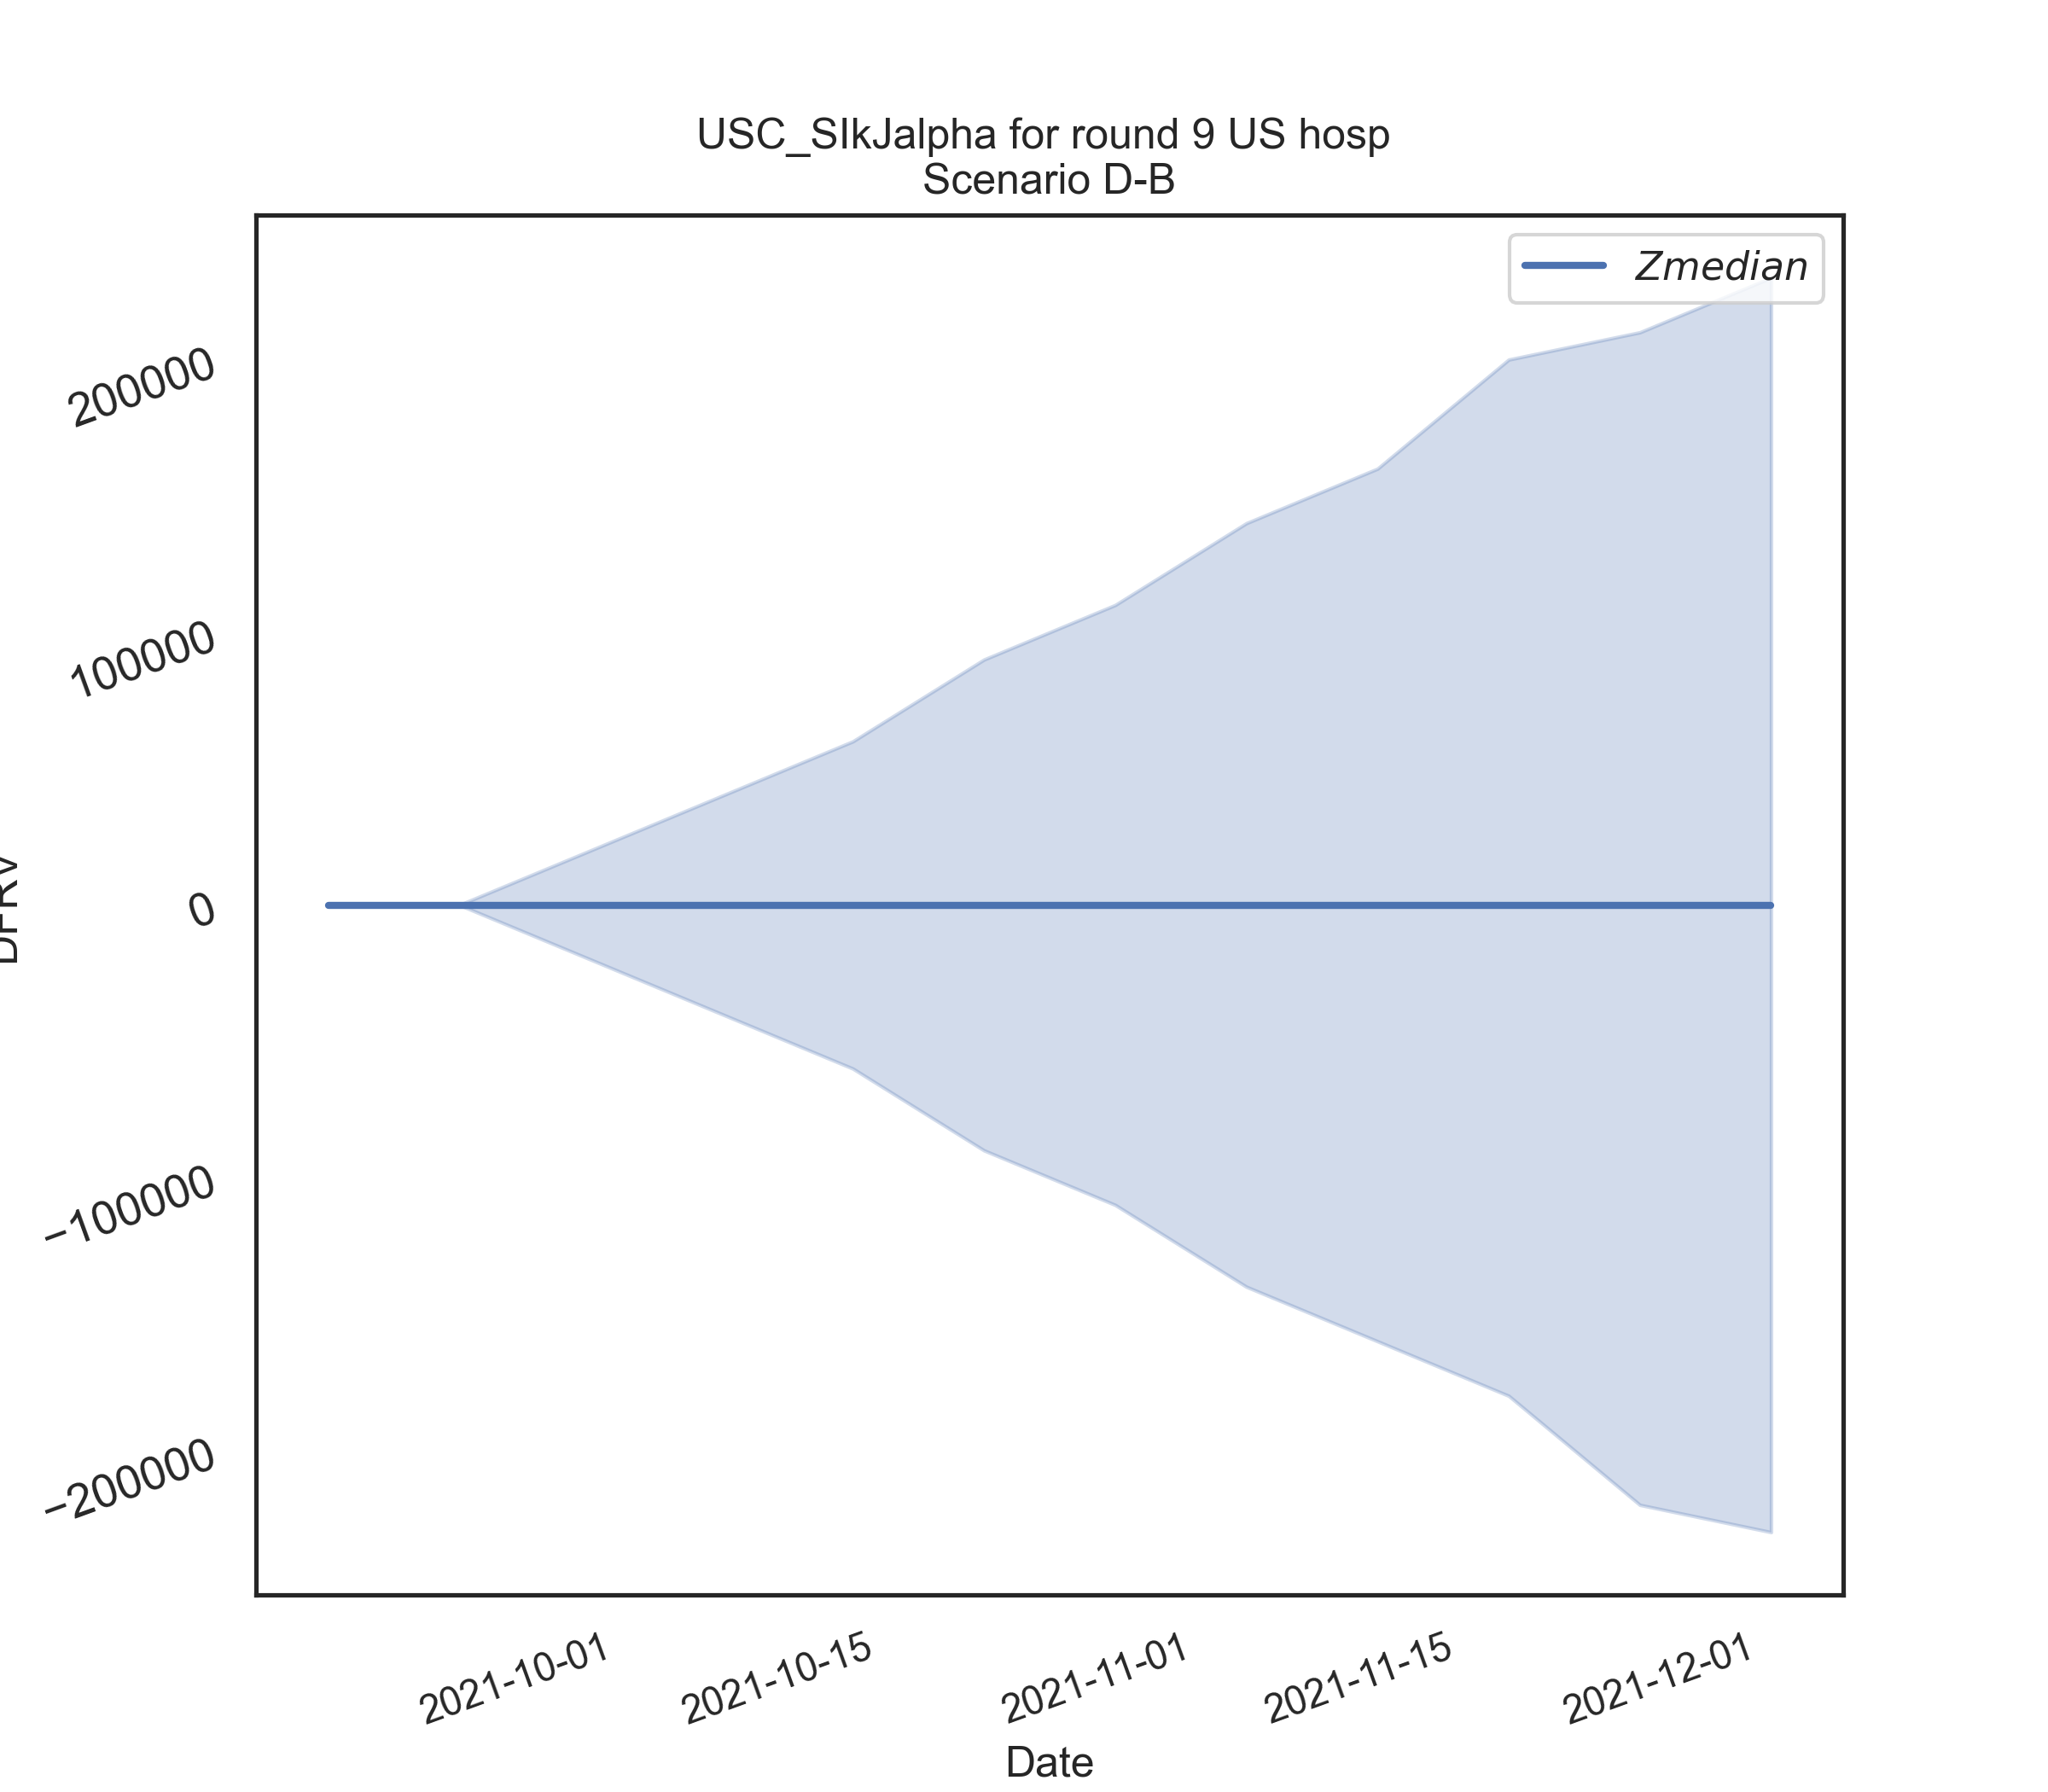 USC_SIkJalpha for round 9 US hosp
Scenario D-B
Zmedian
200000
100000
0
−100000
−200000
2021-10-01
2021-10-15
2021-11-01
2021-11-15
2021-12-01
Date